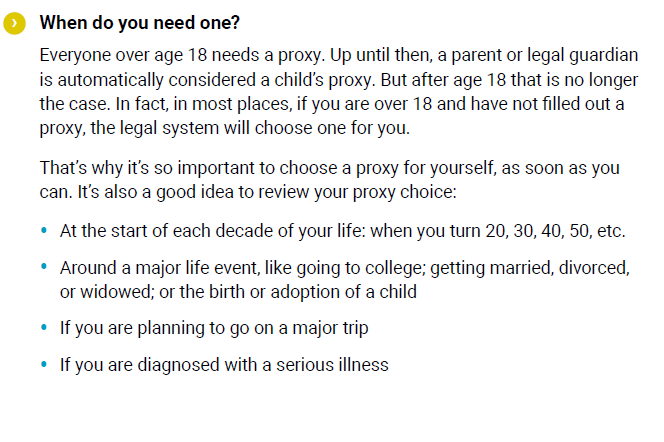 When do you need one?
Everyone over age 18 needs a proxy. Up until then, a parent or legal guardian
is automatically considered a child’s proxy. But after age 18 that is no longer
the case. In fact, in most places, if you are over 18 and have not filled out a
proxy, the legal system will choose one for you.
That’s why it’s so important to choose a proxy for yourself, as soon as you
can. It’s also a good idea to review your proxy choice:
• At the start of each decade of your life: when you turn 20, 30, 40, 50, etc.
• Around a major life event, like going to college; getting married, divorced,
or widowed; or the birth or adoption of a child
• If you are planning to go on a major trip
• If you are diagnosed with a serious illness